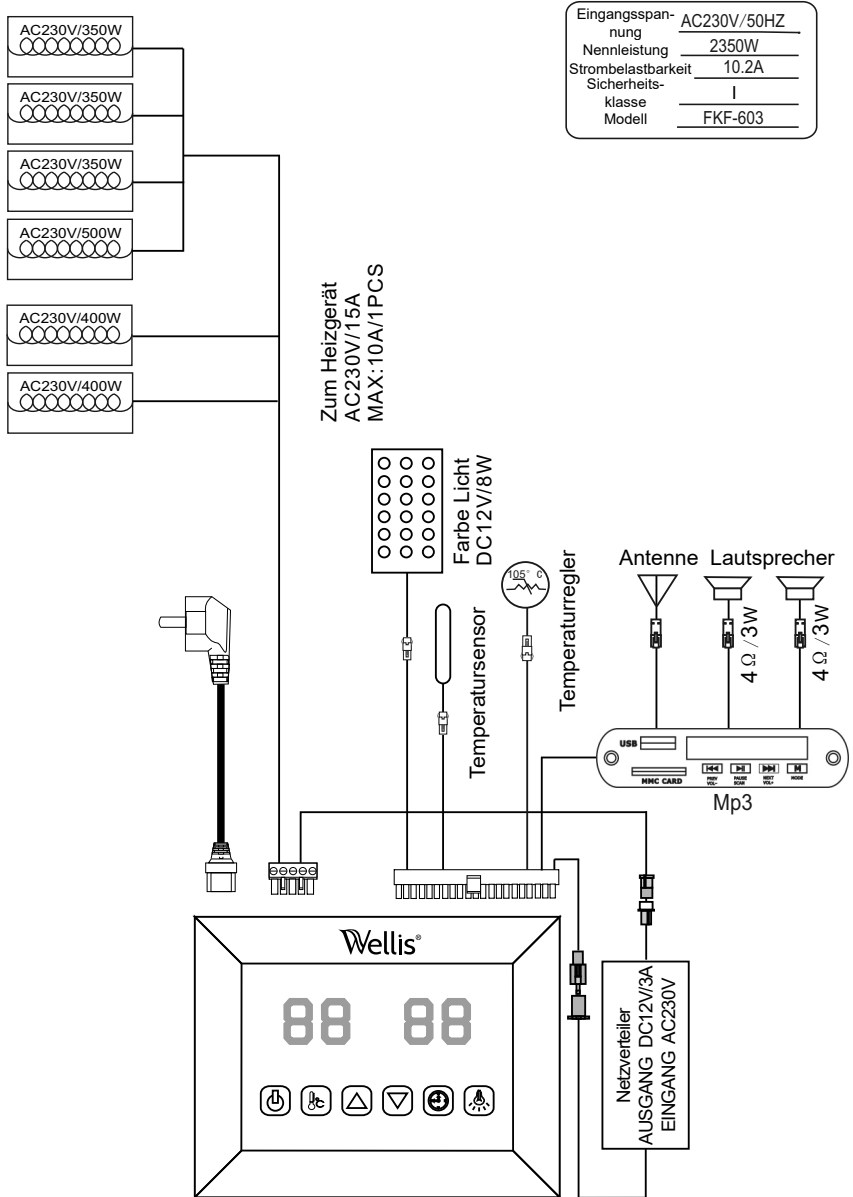 Eingangsspan-
nung AC230V/50HZ
Nennleistung 2350W
Strombelastbarkeit 10.2A
Sicherheits-
klasse I
Modell FKF-603
AC230V/350W
AC230V/350W
AC230V/350W
AC230V/500W
AC230V/400W
AC230V/400W
Zum Heizgerät
AC230V/15A
MAX:10A/1PCS
Farbe Licht
DC12V/8W
Temperatursensor
105° C
Temperaturregler
Antenne Lautsprecher
4Ω/3W
4Ω/3W
USB
MMC CARD
PREV
VOL-
PAUSE
SCAN
NEXT
VOL+
M
MODE
Mp3
Wellis®
88 88
°C
Netzverteiler
AUSGANG DC12V/3A
EINGANG AC230V